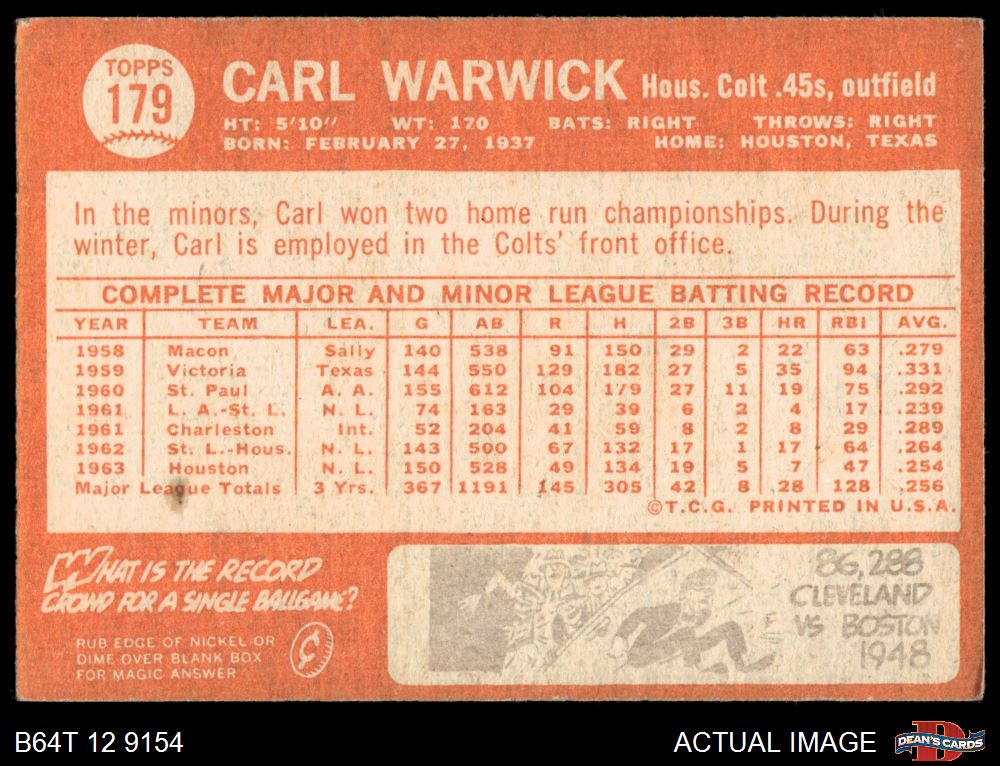 TOPPS
179
CARL WARWICK Hous. Colt .45s, outfield
HT: 5'10" WT: 170 BATS: RIGHT THROWS: RIGHT
BORN: FEBRUARY 27, 1937 HOME: HOUSTON, TEXAS
In the minors, Carl won two home run championships. During the
winter, Carl is employed in the Colts' front office.
COMPLETE MAJOR AND MINOR LEAGUE BATTING RECORD
YEAR TEAM LEA. G AB R H 2B 3B HR RBI AVG.
1958 Macon Sally 140 538 91 150 29 2 22 63 .279
1959 Victoria Texas 144 550 129 182 27 5 35 94 .331
1960 St. Paul A. A. 155 612 104 179 27 11 19 75 .292
1961 L. A.-St. L. N. L. 74 163 29 39 6 2 4 17 .239
1961 Charleston Int. 52 204 41 59 8 2 8 29 .289
1962 St. L.-Hous. N. L. 143 500 67 132 17 1 17 64 .264
1963 Houston N. L. 150 528 49 134 19 5 7 47 .254
Major League Totals 3 Yrs. 367 1191 145 305 42 8 28 128 .256
©T.C.G. PRINTED IN U.S.A.
WHAT IS THE RECORD
CROWD FOR A SINGLE BALLGAME?
RUB EDGE OF NICKEL OR
DIME OVER BLANK BOX
FOR MAGIC ANSWER
86,288
CLEVELAND
VS BOSTON
1948
B64T 12 9154
ACTUAL IMAGE
DEAN'S CARDS